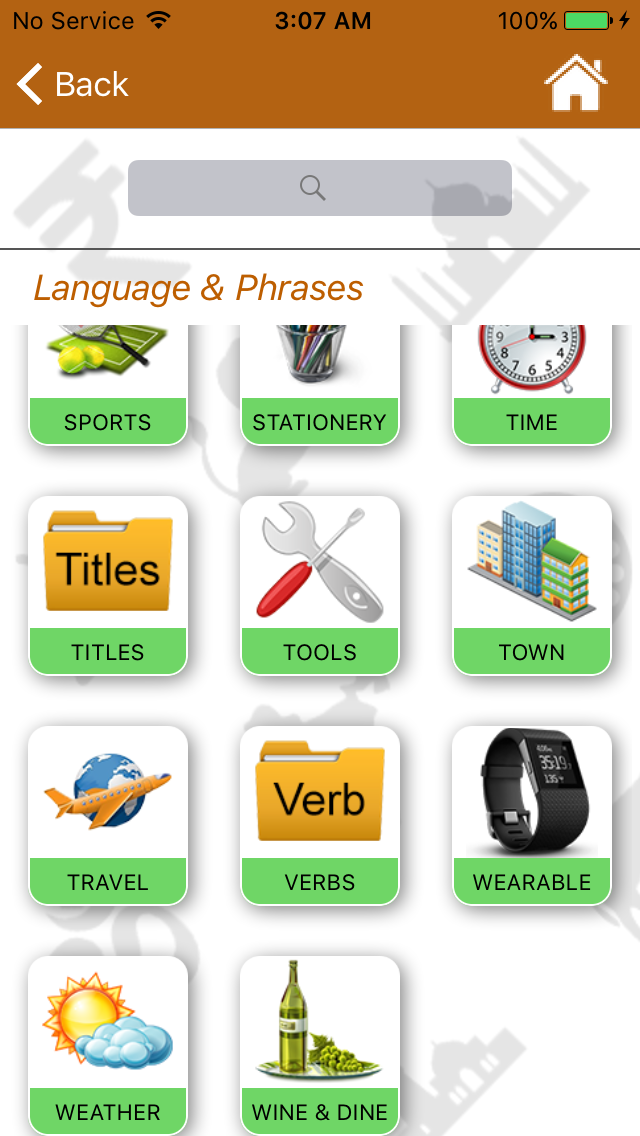 No Service 3:07 AM 100%
Back
Language & Phrases
SPORTS STATIONERY TIME
Titles
TITLES TOOLS TOWN
Verb
TRAVEL VERBS WEARABLE
WEATHER WINE & DINE